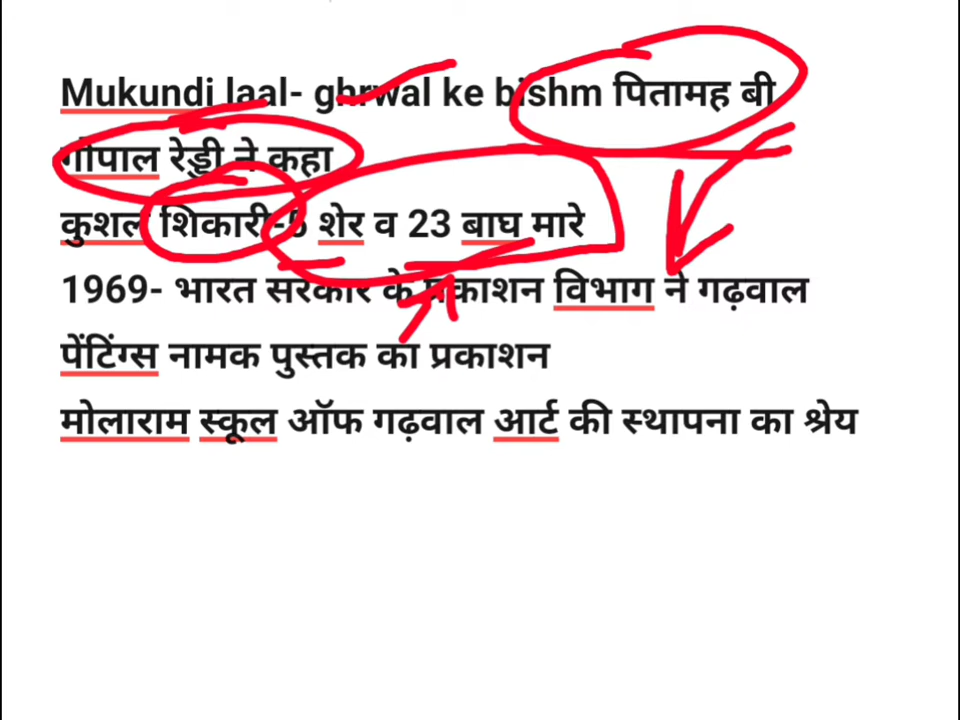 Mukundi laal- ghrwal ke bishm पितामह बी
गोपाल रेड्डी ने कहा
कुशल शिकारी-5 शेर व 23 बाघ मारे
1969- भारत सरकार के प्रकाशन विभाग ने गढ़वाल
पेंटिंग्स नामक पुस्तक का प्रकाशन
मोलाराम स्कूल ऑफ गढ़वाल आर्ट की स्थापना का श्रेय